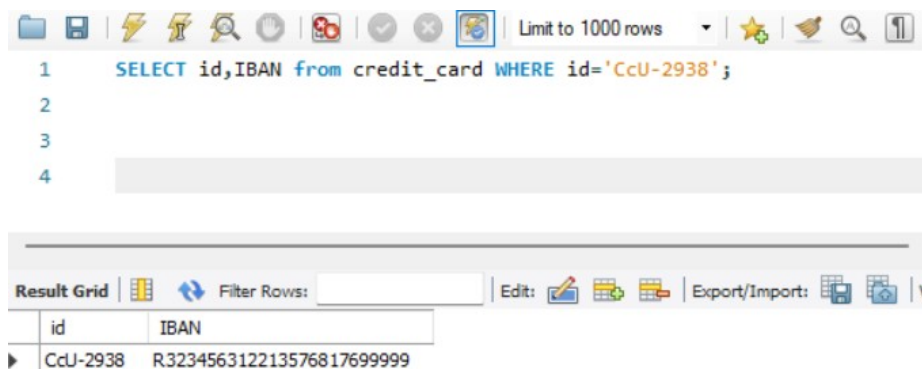 Limit to 1000 rows
1 SELECT id,IBAN from credit_card WHERE id='CcU-2938';
2
3
4
Result Grid Filter Rows: Edit: Export/Import:
id IBAN
CcU-2938 R323456312213576817699999